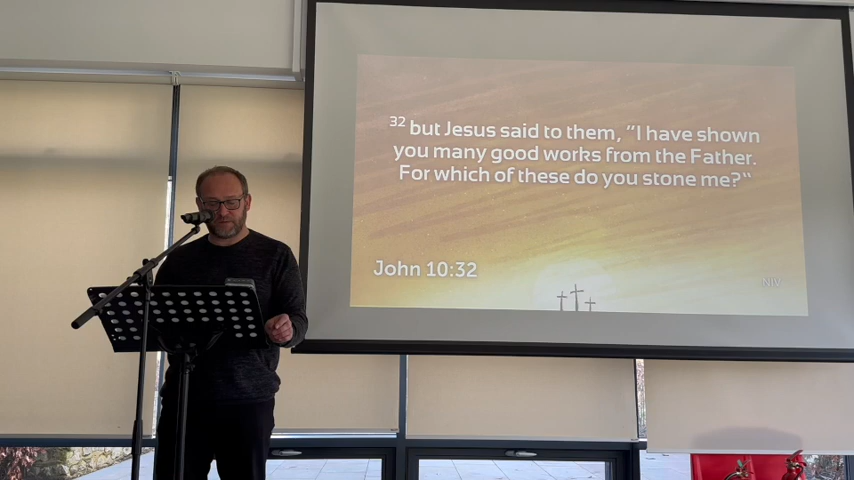 32 but Jesus said to them, “I have shown
you many good works from the Father.
For which of these do you stone me?“
John 10:32
NIV